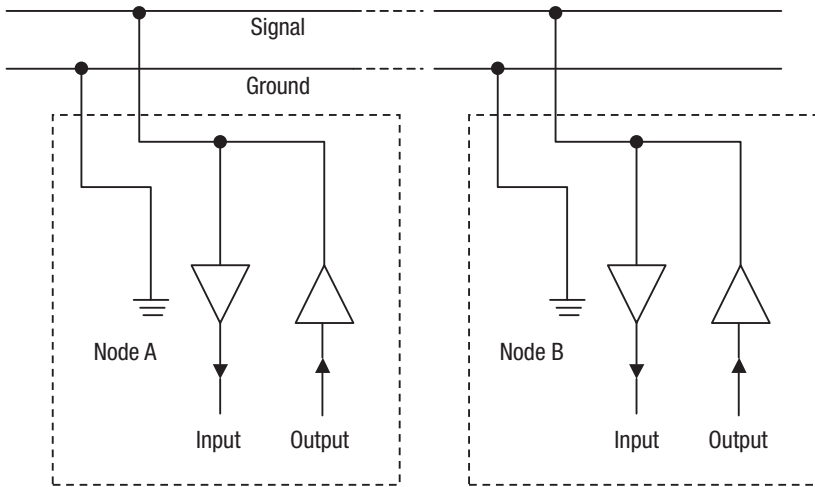 Signal
Ground
Node A
Node B
Input
Output
Input
Output